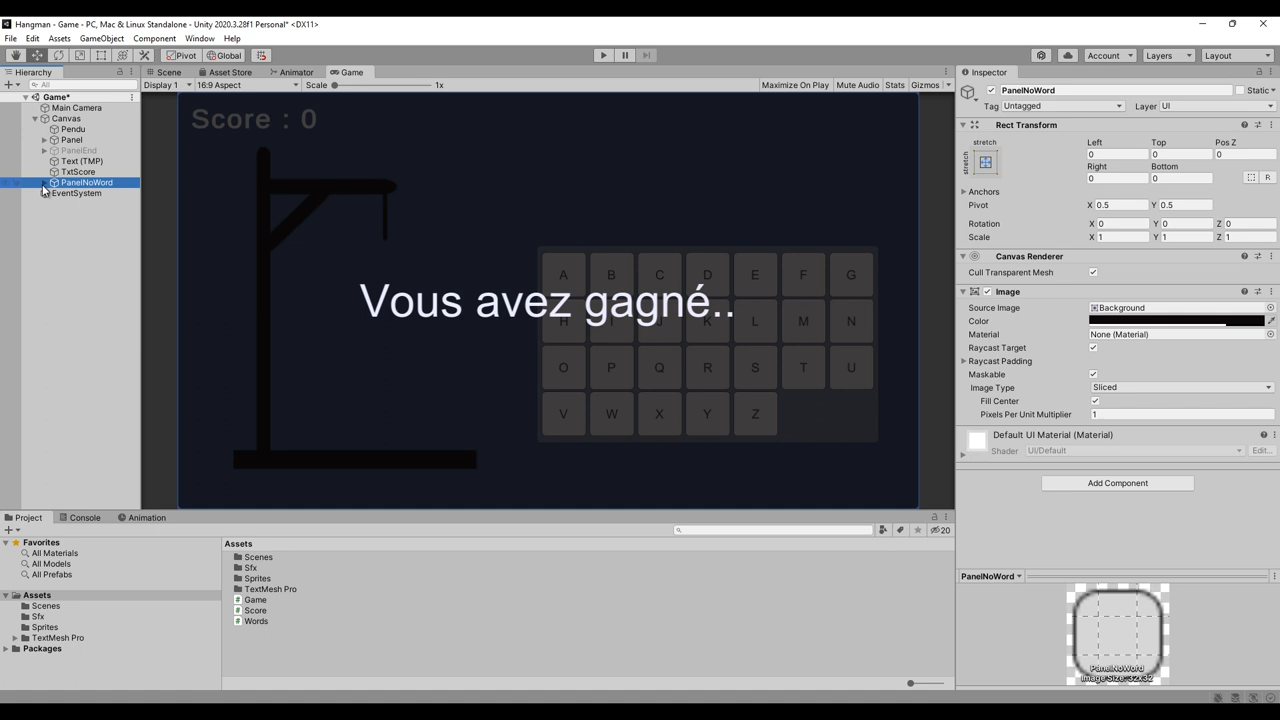 Hangman - Game - PC, Mac & Linux Standalone - Unity 2020.3.28f1 Personal* <DX11>
File Edit Assets GameObject Component Window Help
Pivot Global Account Layers Layout
Hierarchy
All
Game*
Main Camera
Canvas
Pendu
Panel
PanelEnd
Text (TMP)
TxtScore
PanelNoWord
EventSystem
Scene Asset Store Animator Game
Display 1 16:9 Aspect Scale 1x Maximize On Play Mute Audio Stats Gizmos
Score : 0
Vous avez gagné..
A B C D E F G
H I J K L M N
O P Q R S T U
V W X Y Z
Inspector
PanelNoWord Static
Tag Untagged Layer UI
Rect Transform
stretch Left Top Pos Z
stretch 0 0 0
Right Bottom
0 0 R
Anchors
Pivot X 0.5 Y 0.5
Rotation X 0 Y 0 Z 0
Scale X 1 Y 1 Z 1
Canvas Renderer
Cull Transparent Mesh
Image
Source Image Background
Color
Material None (Material)
Raycast Target
Raycast Padding
Maskable
Image Type Sliced
Fill Center
Pixels Per Unit Multiplier 1
Default UI Material (Material)
Shader UI/Default Edit...
Add Component
PanelNoWord
PanelNoWord
Image Size: 32x32
Project Console Animation
20
Favorites
All Materials
All Models
All Prefabs
Assets
Scenes
Sfx
Sprites
TextMesh Pro
Packages
Assets
Scenes
Sfx
Sprites
TextMesh Pro
Game
Score
Words